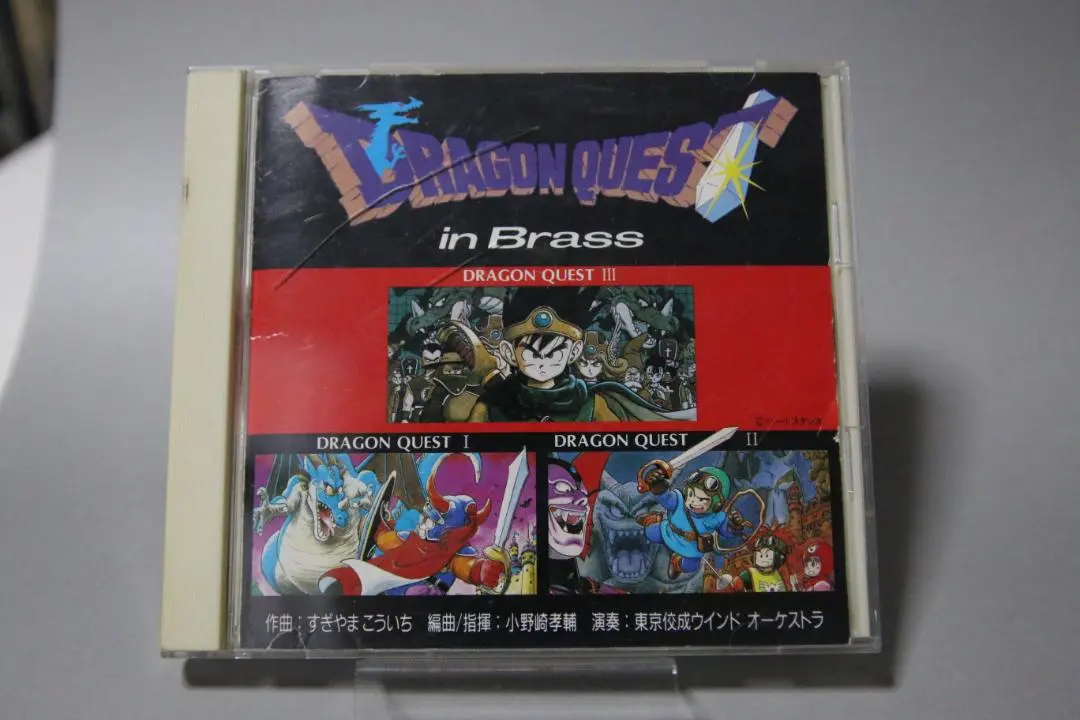 DRAGON QUEST
in Brass
DRAGON QUEST III
DRAGON QUEST I
DRAGON QUEST II
作曲：すぎやまこういち 編曲/指揮：小野崎孝輔 演奏：東京佼成ウインド オーケストラ